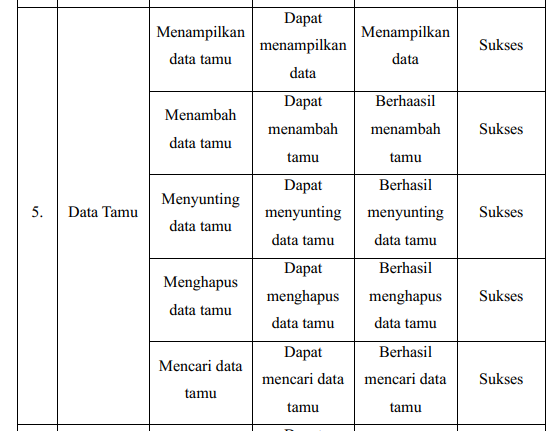 5.
Data Tamu
Menampilkan
data tamu
Dapat
menampilkan
data
Menampilkan
data
Sukses
Menambah
data tamu
Dapat
menambah
tamu
Berhaasil
menambah
tamu
Sukses
Menyunting
data tamu
Dapat
menyunting
data tamu
Berhasil
menyunting
data tamu
Sukses
Menghapus
data tamu
Dapat
menghapus
data tamu
Berhasil
menghapus
data tamu
Sukses
Mencari data
tamu
Dapat
mencari data
tamu
Berhasil
mencari data
tamu
Sukses